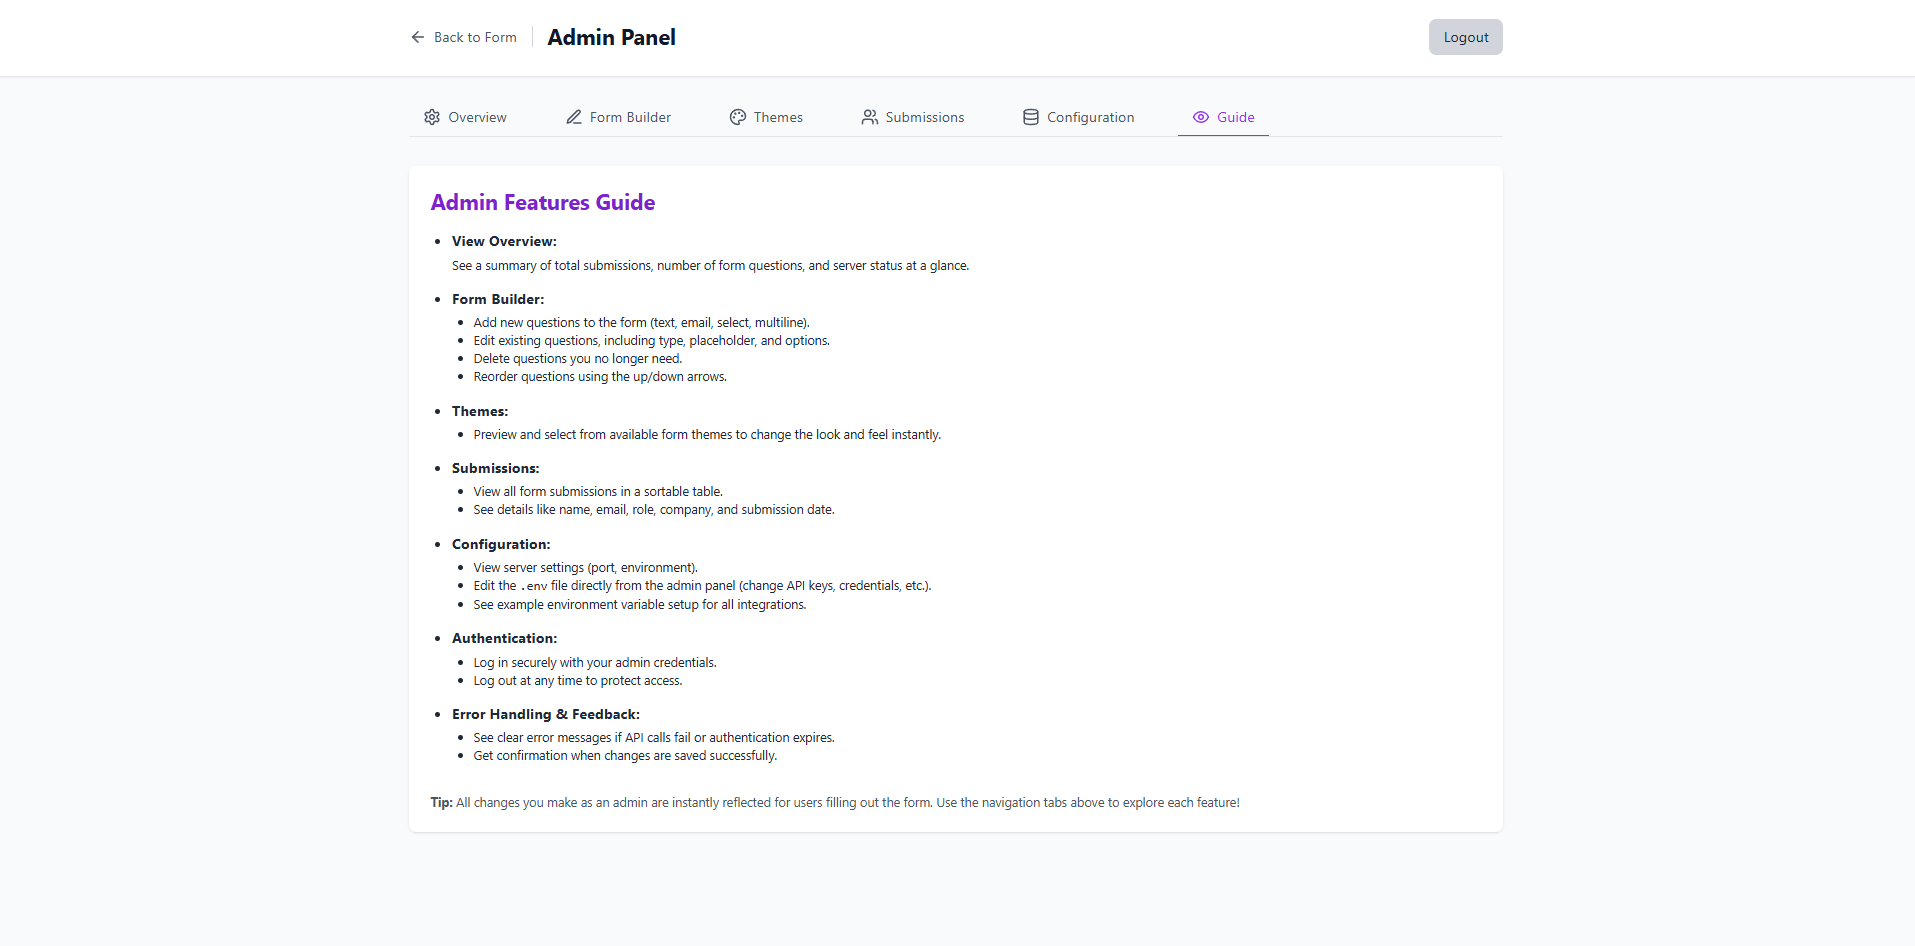 Back to Form
Admin Panel
Logout
Overview
Form Builder
Themes
Submissions
Configuration
Guide
Admin Features Guide
View Overview:
See a summary of total submissions, number of form questions, and server status at a glance.
Form Builder:
Add new questions to the form (text, email, select, multiline).
Edit existing questions, including type, placeholder, and options.
Delete questions you no longer need.
Reorder questions using the up/down arrows.
Themes:
Preview and select from available form themes to change the look and feel instantly.
Submissions:
View all form submissions in a sortable table.
See details like name, email, role, company, and submission date.
Configuration:
View server settings (port, environment).
Edit the .env file directly from the admin panel (change API keys, credentials, etc.).
See example environment variable setup for all integrations.
Authentication:
Log in securely with your admin credentials.
Log out at any time to protect access.
Error Handling & Feedback:
See clear error messages if API calls fail or authentication expires.
Get confirmation when changes are saved successfully.
Tip: All changes you make as an admin are instantly reflected for users filling out the form. Use the navigation tabs above to explore each feature!